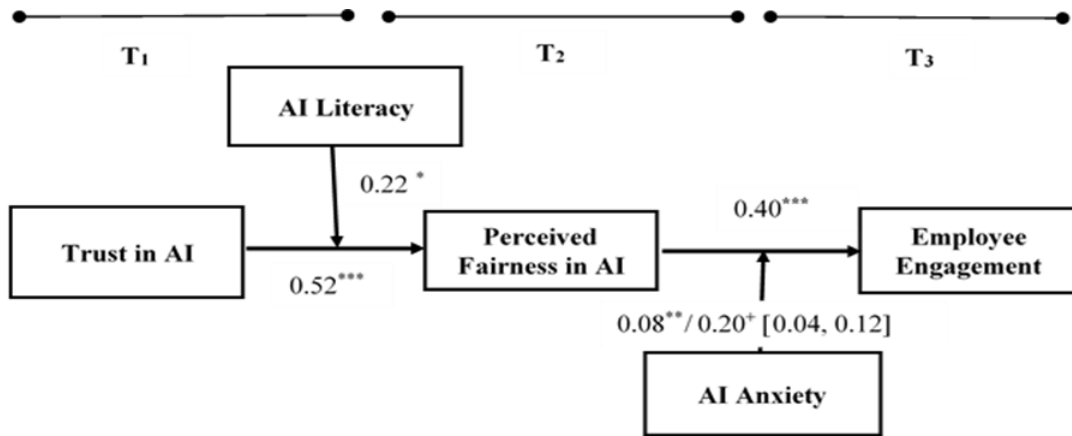 T₁
T₂
T₃
AI Literacy
0.22 *
0.40***
Trust in AI
Perceived
Fairness in AI
Employee
Engagement
0.52***
0.08**/ 0.20⁺ [0.04, 0.12]
AI Anxiety